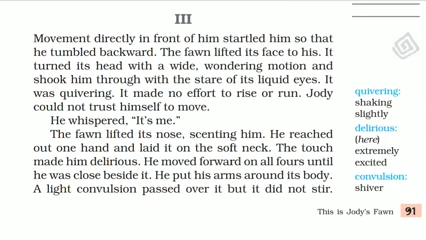 III
Movement directly in front of him startled him so that
he tumbled backward. The fawn lifted its face to his. It
turned its head with a wide, wondering motion and
shook him through with the stare of its liquid eyes. It
was quivering. It made no effort to rise or run. Jody
could not trust himself to move.
He whispered, “It’s me.”
The fawn lifted its nose, scenting him. He reached
out one hand and laid it on the soft neck. The touch
made him delirious. He moved forward on all fours until
he was close beside it. He put his arms around its body.
A light convulsion passed over it but it did not stir.
quivering:
shaking
slightly
delirious:
(here)
extremely
excited
convulsion:
shiver
This is Jody’s Fawn 91